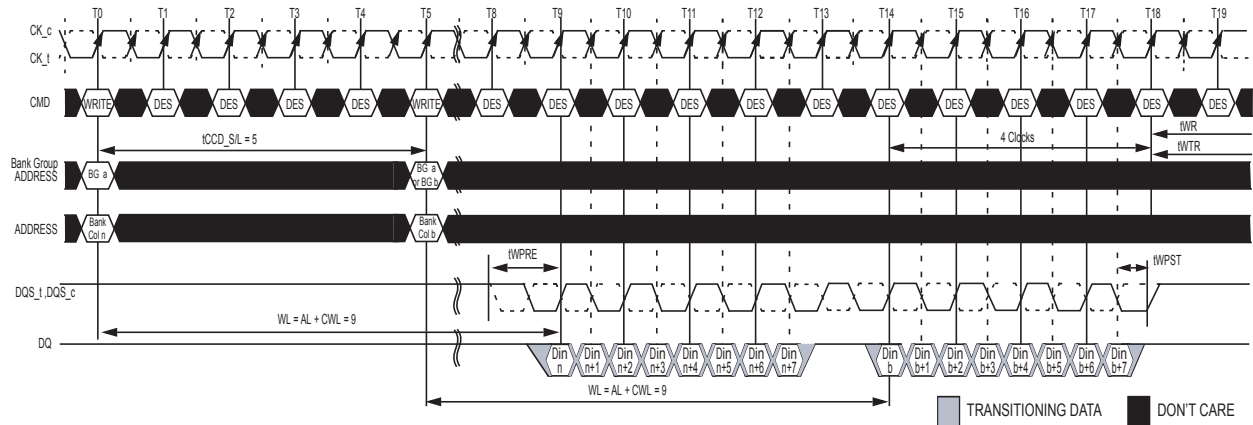 T0 T1 T2 T3 T4 T5 T8 T9 T10 T11 T12 T13 T14 T15 T16 T17 T18 T19
CK_c
CK_t
CMD WRITE DES DES DES DES WRITE DES DES DES DES DES DES DES DES DES DES DES DES
tCCD_S/L = 5
4 Clocks
tWR
tWTR
Bank Group
ADDRESS
BG a
BG a
or BG b
ADDRESS
Bank
Col n
Bank
Col b
tWPRE
tWPST
DQS_t ,DQS_c
WL = AL + CWL = 9
DQ
Din
n
Din
n+1
Din
n+2
Din
n+3
Din
n+4
Din
n+5
Din
n+6
Din
n+7
Din
b
Din
b+1
Din
b+2
Din
b+3
Din
b+4
Din
b+5
Din
b+6
Din
b+7
WL = AL + CWL = 9
TRANSITIONING DATA
DON'T CARE